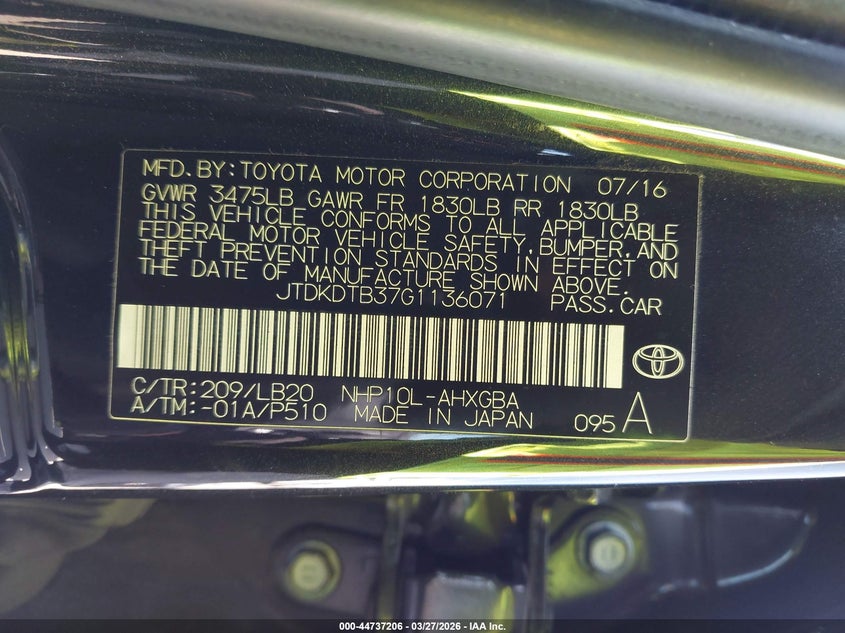 MFD.BY:TOYOTA MOTOR CORPORATION 07/16
GVWR 3475LB GAWR FR 1830LB RR 1830LB
THIS VEHICLE CONFORMS TO ALL APPLICABLE
FEDERAL MOTOR VEHICLE SAFETY,BUMPER,AND
THEFT PREVENTION STANDARDS IN EFFECT ON
THE DATE OF MANUFACTURE SHOWN ABOVE.
JTDKDTB37G1136071 PASS.CAR
C/TR:209/LB20 NHP10L-AHXGBA
A/TM:-01A/P510 MADE IN JAPAN 095 A
000-44737206 - 03/27/2026 - IAA Inc.